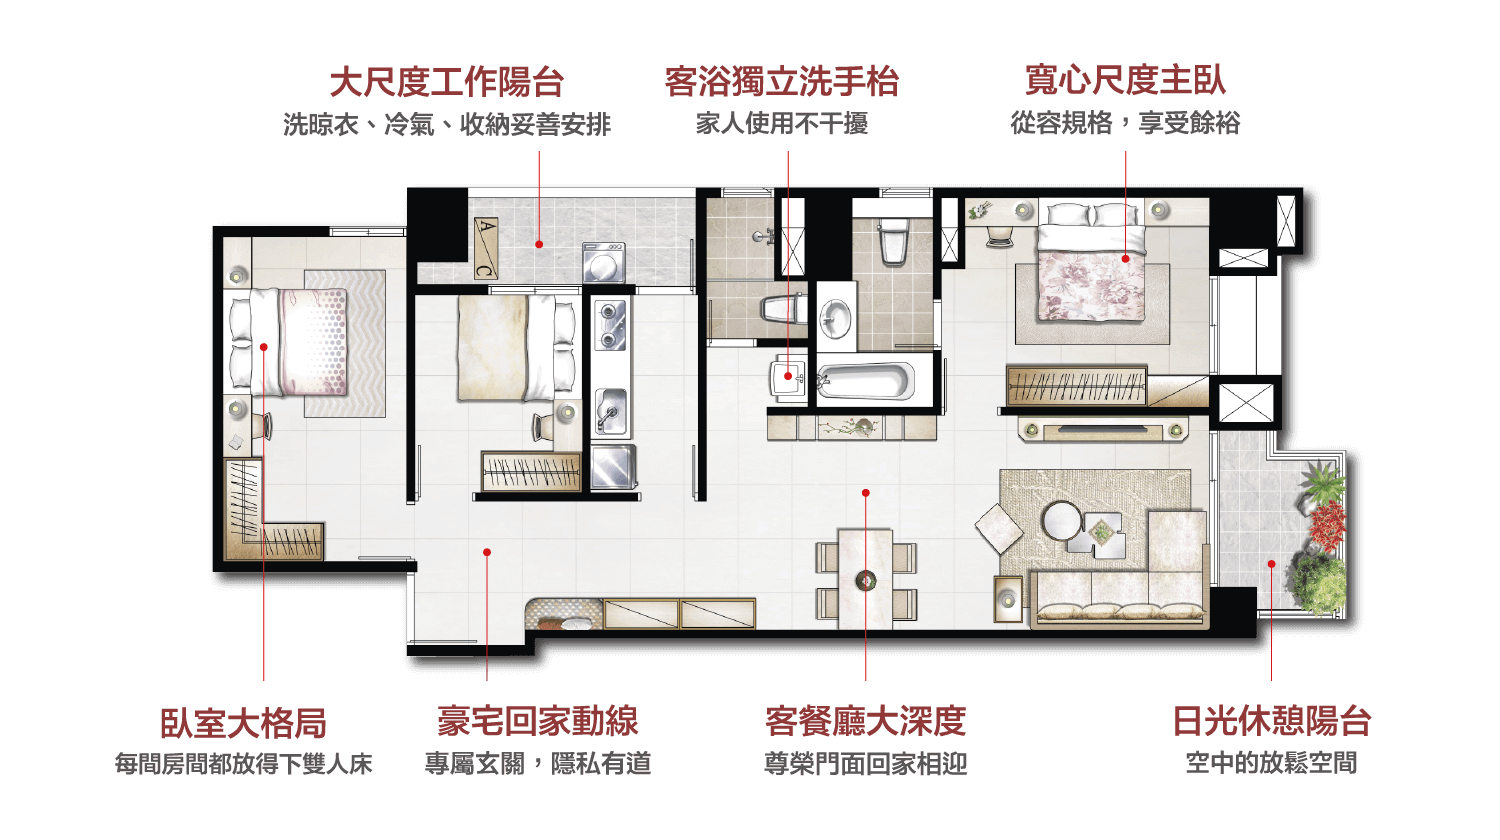 大尺度工作陽台
洗晾衣、冷氣、收納妥善安排
客浴獨立洗手枱
家人使用不干擾
寬心尺度主臥
從容規格，享受餘裕
A
C
臥室大格局
每間房間都放得下雙人床
豪宅回家動線
專屬玄關，隱私有道
客餐廳大深度
尊榮門面回家相迎
日光休憩陽台
空中的放鬆空間